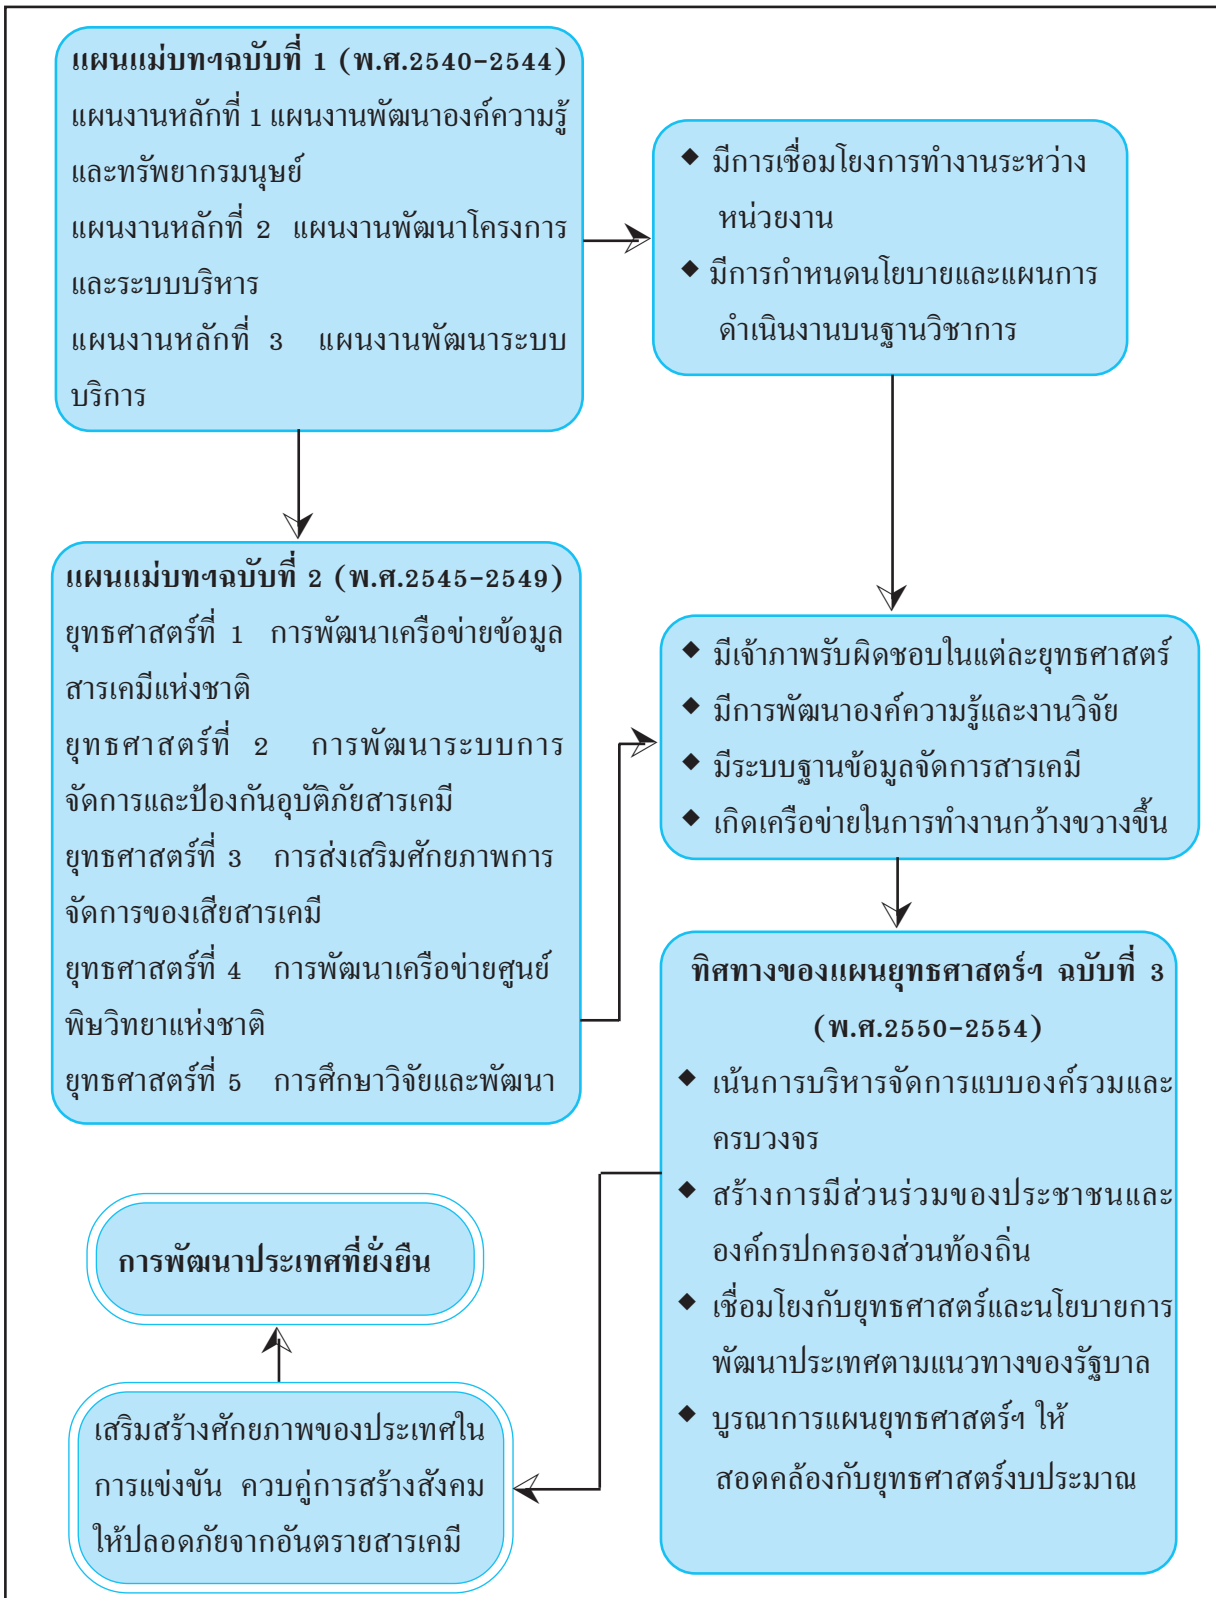 แผนแม่บทฯฉบับที่ 1 (พ.ศ.2540-2544)
แผนงานหลักที่ 1 แผนงานพัฒนาองค์ความรู้
และทรัพยากรมนุษย์
แผนงานหลักที่ 2 แผนงานพัฒนาโครงการ
และระบบบริหาร
แผนงานหลักที่ 3 แผนงานพัฒนาระบบ
บริการ
◆ มีการเชื่อมโยงการทำงานระหว่าง
หน่วยงาน
◆ มีการกำหนดนโยบายและแผนการ
ดำเนินงานบนฐานวิชาการ
แผนแม่บทฯฉบับที่ 2 (พ.ศ.2545-2549)
ยุทธศาสตร์ที่ 1 การพัฒนาเครือข่ายข้อมูล
สารเคมีแห่งชาติ
ยุทธศาสตร์ที่ 2 การพัฒนาระบบการ
จัดการและป้องกันอุบัติภัยสารเคมี
ยุทธศาสตร์ที่ 3 การส่งเสริมศักยภาพการ
จัดการของเสียสารเคมี
ยุทธศาสตร์ที่ 4 การพัฒนาเครือข่ายศูนย์
พิษวิทยาแห่งชาติ
ยุทธศาสตร์ที่ 5 การศึกษาวิจัยและพัฒนา
◆ มีเจ้าภาพรับผิดชอบในแต่ละยุทธศาสตร์
◆ มีการพัฒนาองค์ความรู้และงานวิจัย
◆ มีระบบฐานข้อมูลจัดการสารเคมี
◆ เกิดเครือข่ายในการทำงานกว้างขวางขึ้น
ทิศทางของแผนยุทธศาสตร์ฯ ฉบับที่ 3
(พ.ศ.2550-2554)
◆ เน้นการบริหารจัดการแบบองค์รวมและ
ครบวงจร
◆ สร้างการมีส่วนร่วมของประชาชนและ
องค์กรปกครองส่วนท้องถิ่น
◆ เชื่อมโยงกับยุทธศาสตร์และนโยบายการ
พัฒนาประเทศตามแนวทางของรัฐบาล
◆ บูรณาการแผนยุทธศาสตร์ฯ ให้
สอดคล้องกับยุทธศาสตร์งบประมาณ
การพัฒนาประเทศที่ยั่งยืน
เสริมสร้างศักยภาพของประเทศใน
การแข่งขัน ควบคู่การสร้างสังคม
ให้ปลอดภัยจากอันตรายสารเคมี